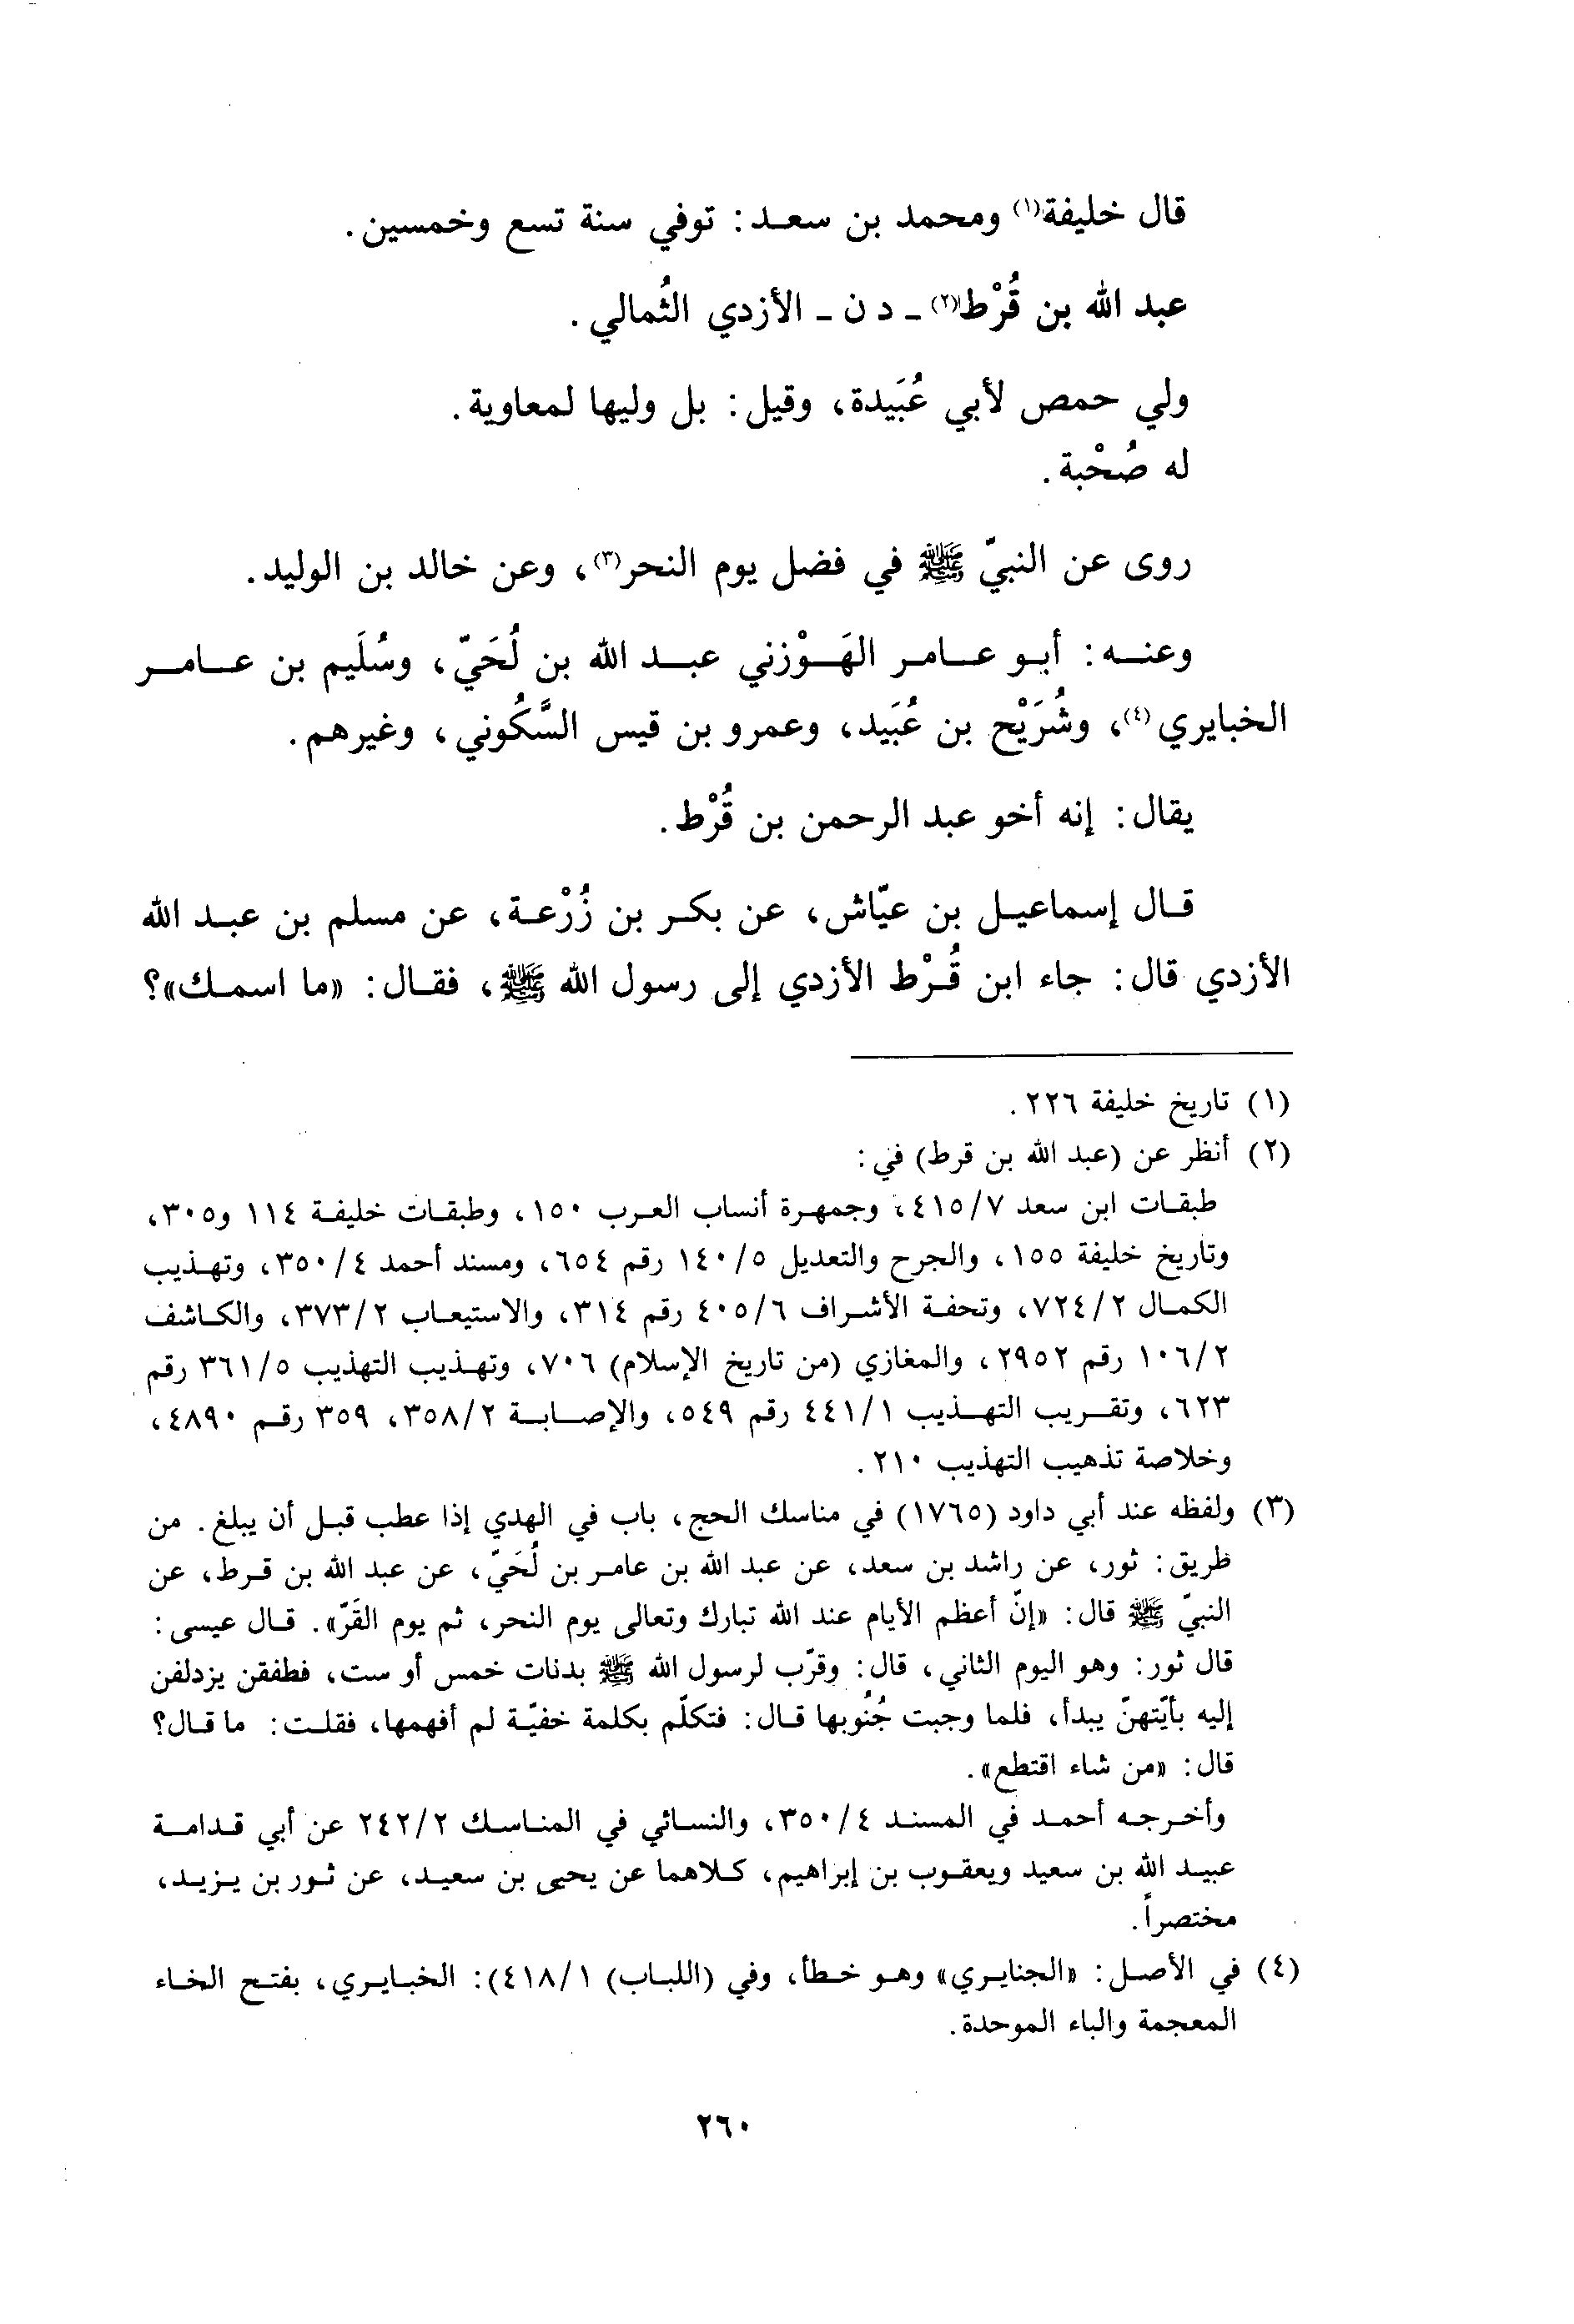 قال خليفة(١) ومحمد بن سعد: توفي سنة تسع وخمسين.
عبد الله بن قُرْط(٢) - د ن - الأزدي الثُمالي.
ولي حمص لأبي عُبَيدة، وقيل: بل وليها لمعاوية.
له صُحْبة.
روى عن النبيّ ﷺ في فضل يوم النحر(٣)، وعن خالد بن الوليد.
وعنه: أبو عامر الهَوْزني عبد الله بن لُحَيّ، وسُلَيم بن عامر
الخبايري(٤)، وشُرَيْح بن عُبَيد، وعمرو بن قيس السَّكُوني، وغيرهم.
يقال: إنه أخو عبد الرحمن بن قُرْط.
قال إسماعيل بن عيّاش، عن بكر بن زُرْعة، عن مسلم بن عبد الله
الأزدي قال: جاء ابن قُرْط الأزدي إلى رسول الله ﷺ، فقال: «ما اسمك»؟
(١) تاريخ خليفة ٢٢٦.
(٢) أنظر عن (عبد الله بن قرط) في:
طبقات ابن سعد ٤١٥/٧، وجمهرة أنساب العرب ١٥٠، وطبقات خليفة ١١٤ و٣٠٥،
وتاريخ خليفة ١٥٥، والجرح والتعديل ١٤٠/٥ رقم ٦٥٤، ومسند أحمد ٣٥٠/٤، وتهذيب
الكمال ٧٢٤/٢، وتحفة الأشراف ٤٠٥/٦ رقم ٣١٤، والاستيعاب ٣٧٣/٢، والكاشف
١٠٦/٢ رقم ٢٩٥٢، والمغازي (من تاريخ الإسلام) ٧٠٦، وتهذيب التهذيب ٣٦١/٥ رقم
٦٢٣، وتقريب التهذيب ٤٤١/١ رقم ٥٤٩، والإصابة ٣٥٨/٢، ٣٥٩ رقم ٤٨٩٠،
وخلاصة تذهيب التهذيب ٢١٠.
(٣) ولفظه عند أبي داود (١٧٦٥) في مناسك الحج، باب في الهدي إذا عطب قبل أن يبلغ. من
طريق: ثور، عن راشد بن سعد، عن عبد الله بن عامر بن لُحَيّ، عن عبد الله بن قرط، عن
النبيّ ﷺ قال: «إنّ أعظم الأيام عند الله تبارك وتعالى يوم النحر، ثم يوم القَرّ». قال عيسى:
قال ثور: وهو اليوم الثاني، قال: وقرّب لرسول الله ﷺ بدنات خمس أو ست، فطفقن يزدلفن
إليه بأيّتهنّ يبدأ، فلما وجبت جُنُوبها قال: فتكلّم بكلمة خفيّة لم أفهمها، فقلت: ما قال؟
قال: «من شاء اقتطع».
وأخرجه أحمد في المسند ٣٥٠/٤، والنسائي في المناسك ٢٤٢/٢ عن أبي قدامة
عبيد الله بن سعيد ويعقوب بن إبراهيم، كلاهما عن يحيى بن سعيد، عن ثور بن يزيد،
مختصراً.
(٤) في الأصل: «الجنايري» وهو خطأ، وفي (اللباب) ٤١٨/١): الخبايري، بفتح الخاء
المعجمة والباء الموحدة.
٢٦٠